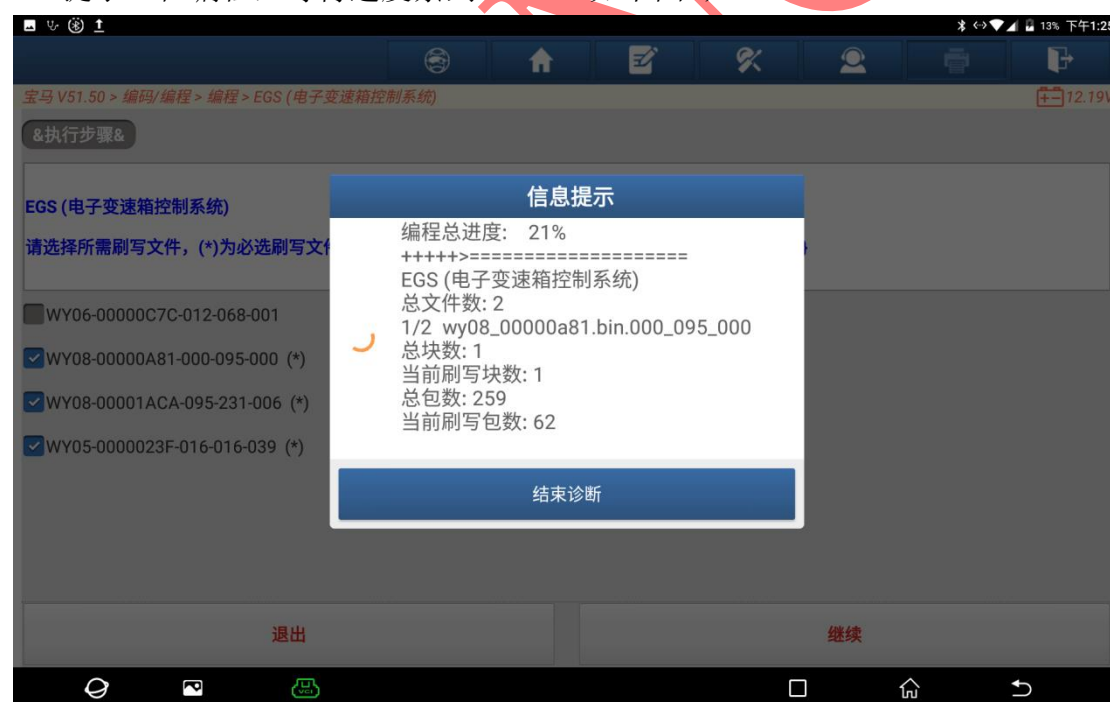 13% 下午1:25
宝马 V51.50 > 编码/编程 > 编程 > EGS (电子变速箱控制系统)
12.19V
&执行步骤&
EGS (电子变速箱控制系统)
请选择所需刷写文件，(*)为必选刷写文件
WY06-00000C7C-012-068-001
WY08-00000A81-000-095-000 (*)
WY08-00001ACA-095-231-006 (*)
WY05-0000023F-016-016-039 (*)
信息提示
编程总进度: 21%
+++++>=====================
EGS (电子变速箱控制系统)
总文件数: 2
1/2 wy08_00000a81.bin.000_095_000
总块数: 1
当前刷写块数: 1
总包数: 259
当前刷写包数: 62
结束诊断
退出
继续
VCI